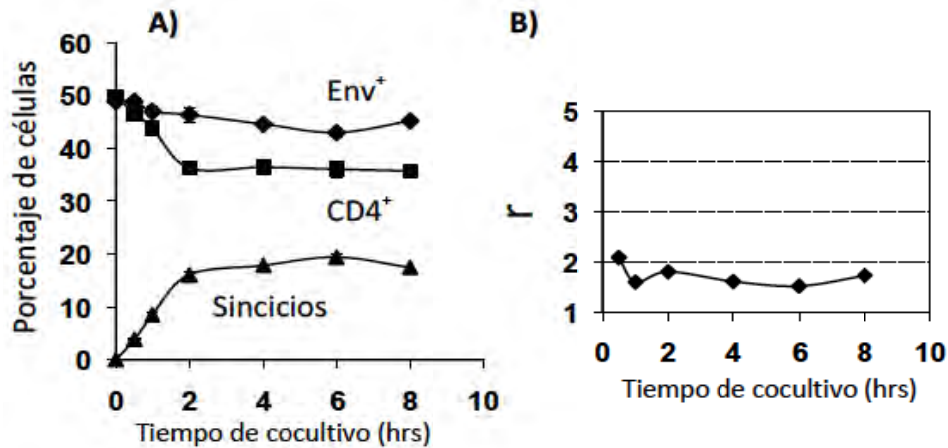 A)
Porcentaje de células
60
50
40
30
20
10
0
Env+
CD4+
Sincicios
0 2 4 6 8 10
Tiempo de cocultivo (hrs)
B)
r
5
4
3
2
1
0 2 4 6 8 10
Tiempo de cocultivo (hrs)